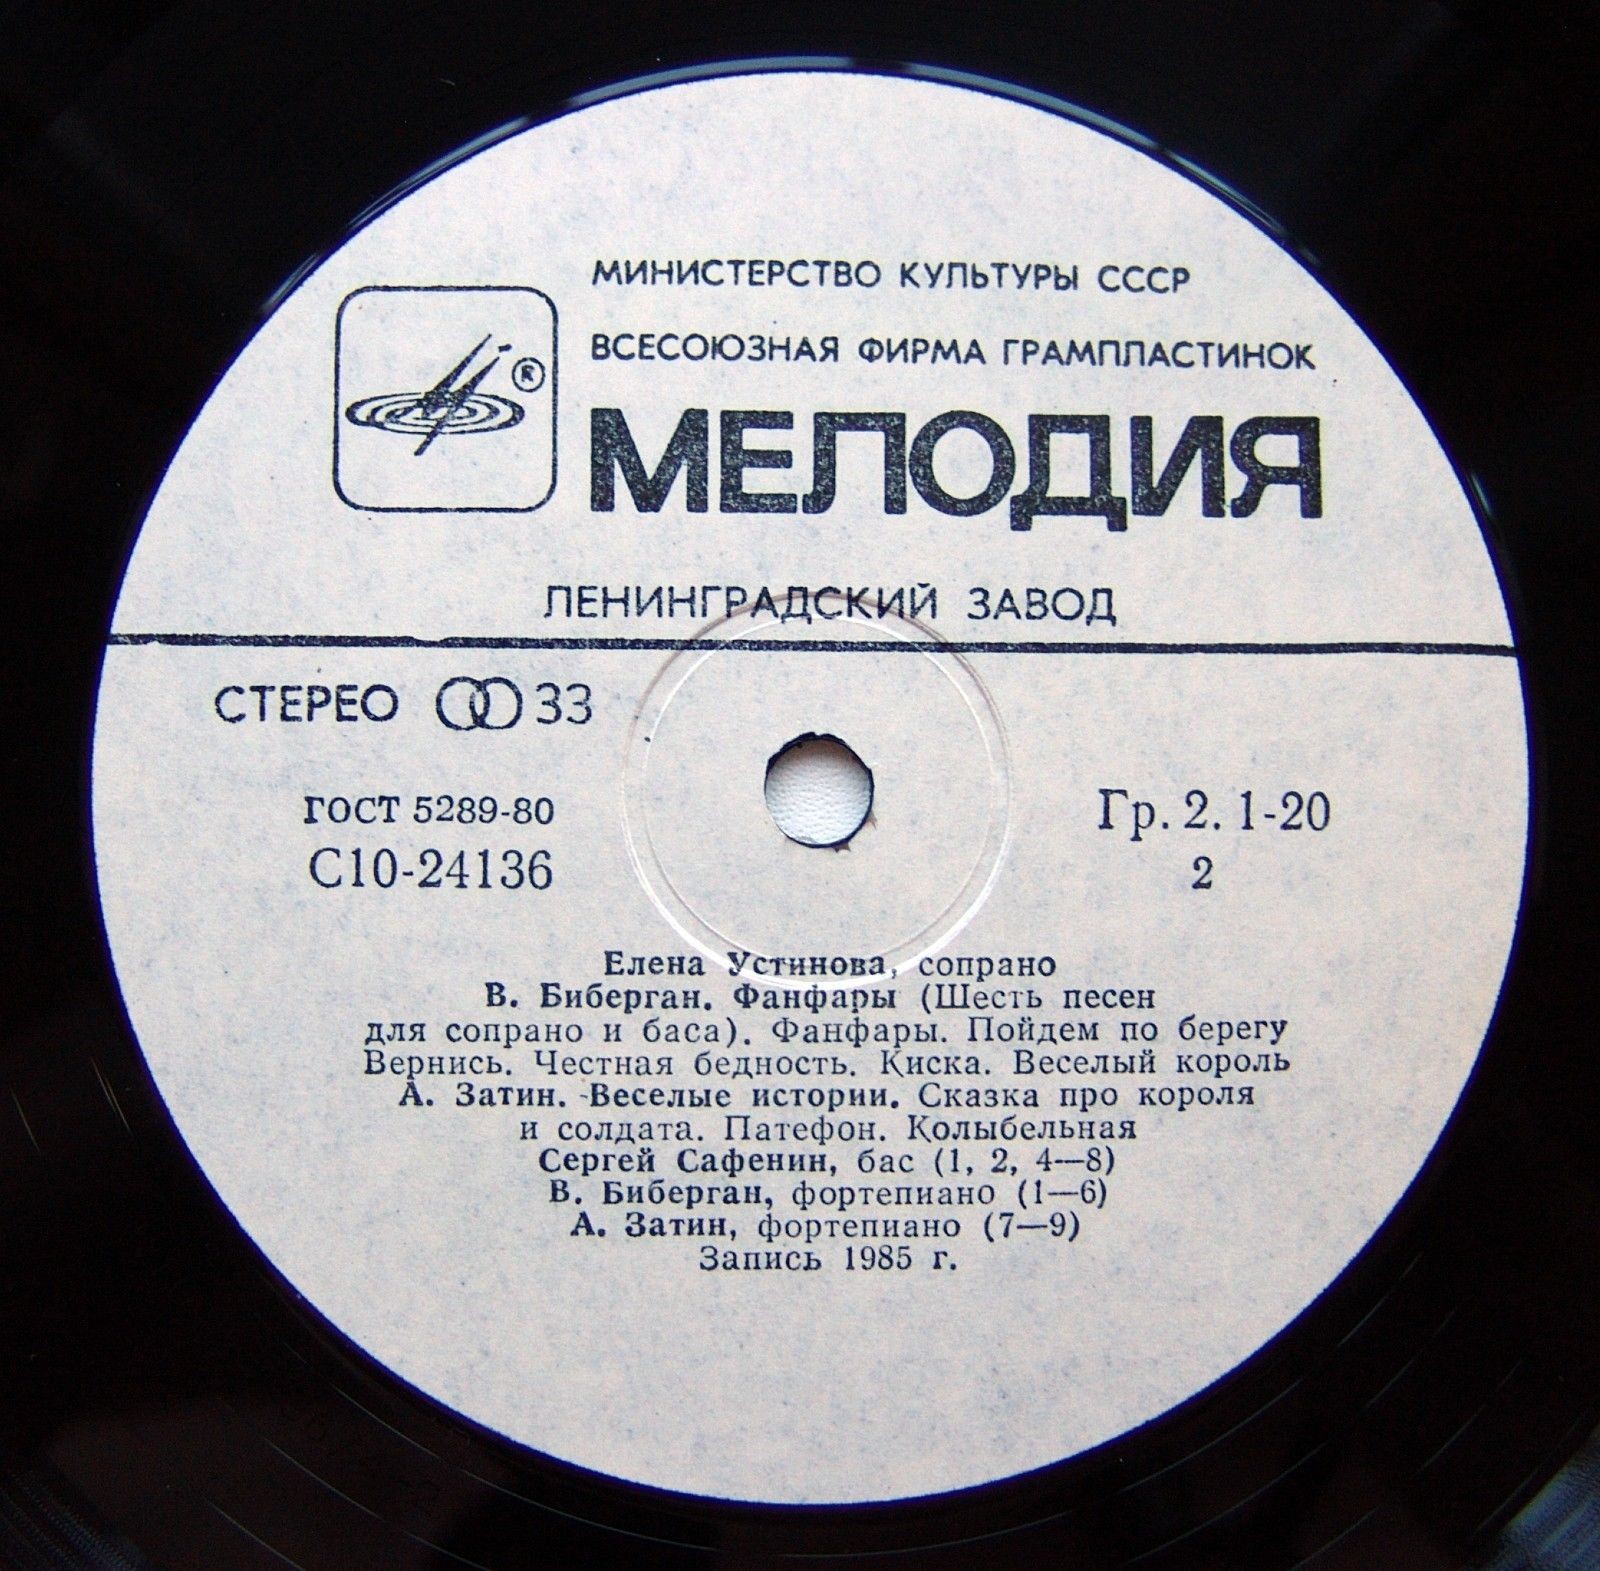 МИНИСТЕРСТВО КУЛЬТУРЫ СССР
ВСЕСОЮЗНАЯ ФИРМА ГРАМПЛАСТИНОК
®
МЕЛОДИЯ
ЛЕНИНГРАДСКИЙ ЗАВОД
СТЕРЕО 33
ГОСТ 5289-80
С10-24136
Гр. 2. 1-20
2
Елена Устинова, сопрано
В. Биберган. Фанфары (Шесть песен
для сопрано и баса). Фанфары. Пойдем по берегу
Вернись. Честная бедность. Киска. Веселый король
А. Затин. Веселые истории. Сказка про короля
и солдата. Патефон. Колыбельная
Сергей Сафенин, бас (1, 2, 4—8)
В. Биберган, фортепиано (1—6)
А. Затин, фортепиано (7—9)
Запись 1985 г.